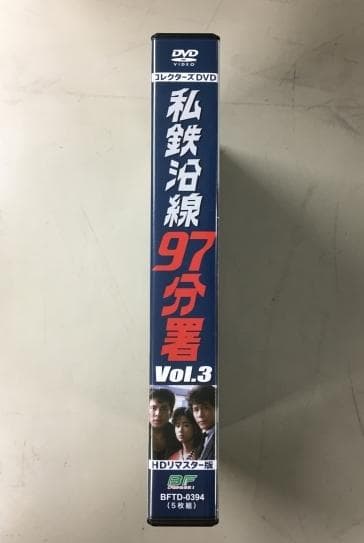 DVD
VIDEO
コレクターズDVD
私鉄沿線
97
分署
Vol.3
HDリマスター版
BF
BFTD-0394
(5枚組)